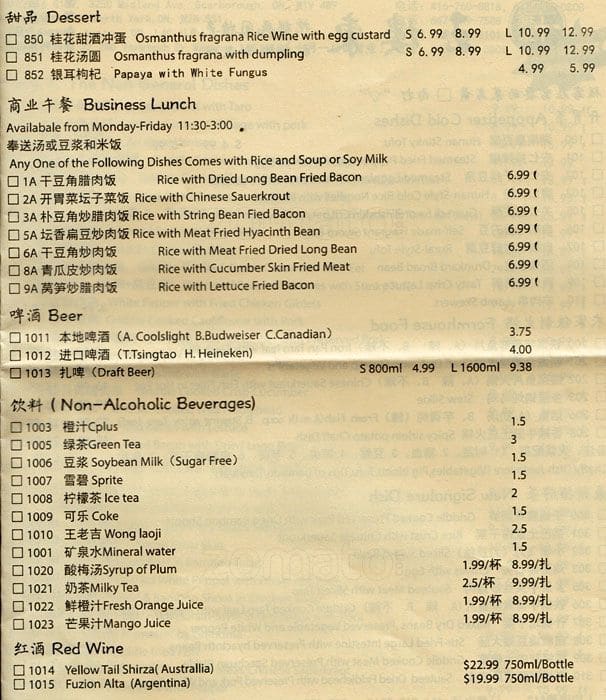 甜品 Dessert
□ 850 桂花甜酒冲蛋 Osmanthus fragrana Rice Wine with egg custard S 6.99 8.99 L 10.99 12.99
□ 851 桂花汤圆 Osmanthus fragrana with dumpling S 6.99 8.99 L 10.99 12.99
□ 852 银耳枸杞 Papaya with White Fungus 4.99 5.99
商业午餐 Business Lunch
Availabale from Monday-Friday 11:30-3:00
奉送汤或豆浆和米饭
Any One of the Following Dishes Comes with Rice and Soup or Soy Milk
□ 1A 干豆角腊肉饭 Rice with Dried Long Bean Fried Bacon 6.99
□ 2A 开胃菜坛子菜饭 Rice with Chinese Sauerkrout 6.99
□ 3A 朴豆角炒腊肉饭 Rice with String Bean Fied Bacon 6.99
□ 5A 坛香扁豆炒肉饭 Rice with Meat Fried Hyacinth Bean 6.99
□ 6A 干豆角炒肉饭 Rice with Meat Fried Dried Long Bean 6.99
□ 8A 青瓜皮炒肉饭 Rice with Cucumber Skin Fried Meat 6.99
□ 9A 莴笋炒腊肉饭 Rice with Lettuce Fried Bacon 6.99
啤酒 Beer
□ 1011 本地啤酒（A. Coolslight B.Budweiser C.Canadian） 3.75
□ 1012 进口啤酒（T.Tsingtao H. Heineken） 4.00
□ 1013 扎啤（Draft Beer） S 800ml 4.99 L 1600ml 9.38
饮料 ( Non-Alcoholic Beverages)
□ 1003 橙汁Cplus 1.5
□ 1005 绿茶Green Tea 3
□ 1006 豆浆 Soybean Milk（Sugar Free） 1.5
□ 1007 雪碧 Sprite 1.5
□ 1008 柠檬茶 Ice tea 2
□ 1009 可乐 Coke 1.5
□ 1010 王老吉 Wong laoji 2.5
□ 1001 矿泉水Mineral water 1.5
□ 1020 酸梅汤Syrup of Plum 1.99/杯 8.99/扎
□ 1021 奶茶Milky Tea 2.5/杯 9.99/扎
□ 1022 鲜橙汁Fresh Orange Juice 1.99/杯 8.99/扎
□ 1023 芒果汁Mango Juice 1.99/杯 8.99/扎
红酒 Red Wine
□ 1014 Yellow Tail Shirza( Australlia) $22.99 750ml/Bottle
□ 1015 Fuzion Alta (Argentina) $19.99 750ml/Bottle